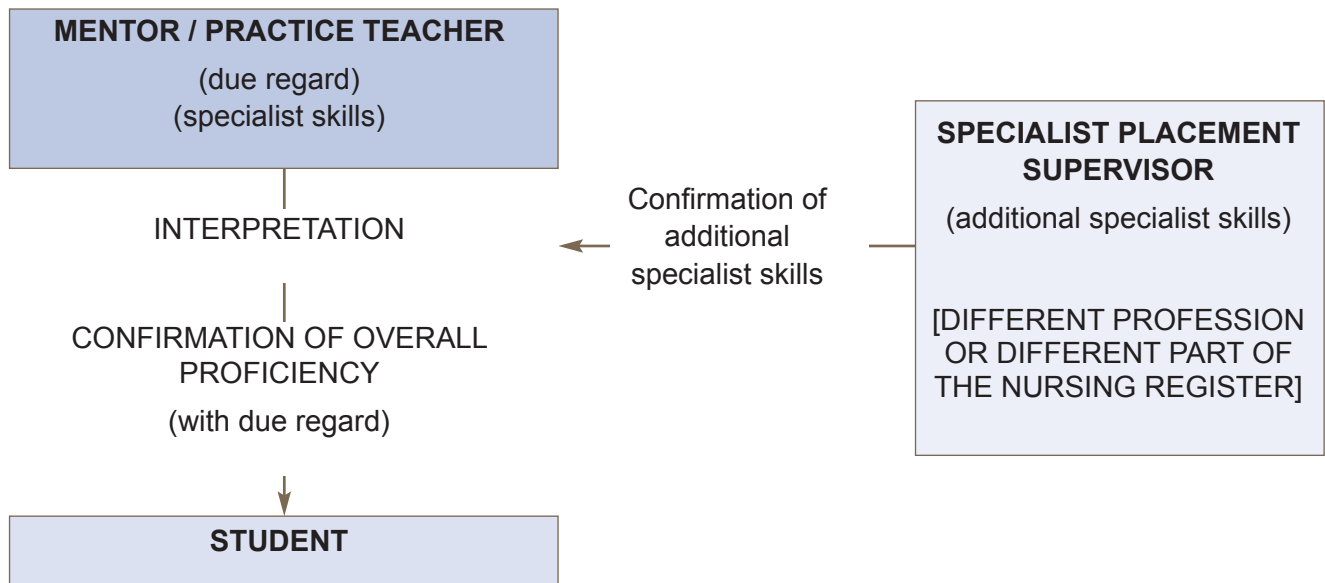 MENTOR / PRACTICE TEACHER
(due regard)
(specialist skills)
INTERPRETATION
CONFIRMATION OF OVERALL
PROFICIENCY
(with due regard)
STUDENT
Confirmation of
additional
specialist skills
SPECIALIST PLACEMENT
SUPERVISOR
(additional specialist skills)
[DIFFERENT PROFESSION
OR DIFFERENT PART OF
THE NURSING REGISTER]